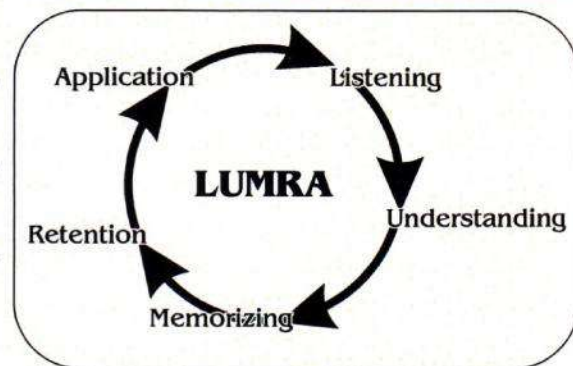 Application
Listening
LUMRA
Understanding
Retention
Memorizing